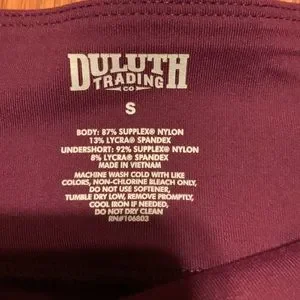 DULUTH
TRADING
CO
S
BODY: 87% SUPPLEX® NYLON
13% LYCRA® SPANDEX
UNDERSHORT: 92% SUPPLEX® NYLON
8% LYCRA® SPANDEX
MADE IN VIETNAM
MACHINE WASH COLD WITH LIKE
COLORS, NON-CHLORINE BLEACH ONLY,
DO NOT USE SOFTENER,
TUMBLE DRY LOW, REMOVE PROMPTLY,
COOL IRON IF NEEDED,
DO NOT DRY CLEAN
RN#106803